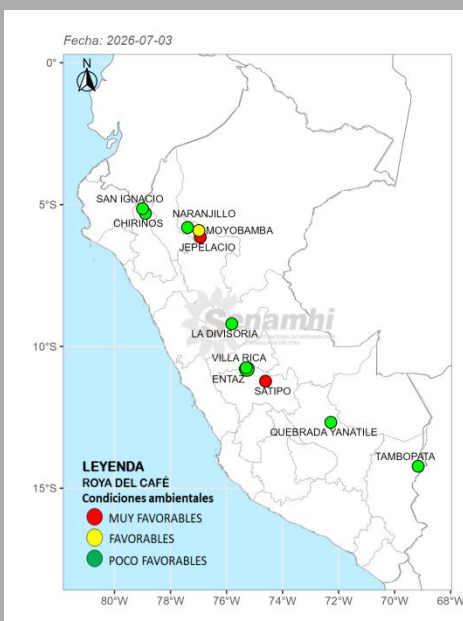 Fecha: 2026-07-03
N
0°
5°S
10°S
15°S
SAN IGNACIO
CHIRINOS
NARANJILLO
MOYOBAMBA
JEPELACIO
Senamhi
LA DIVISORIA
VILLA RICA
ENTAZ
SATIPO
QUEBRADA YANATILE
TAMBOPATA
LEYENDA
ROYA DEL CAFÉ
Condiciones ambientales
MUY FAVORABLES
FAVORABLES
POCO FAVORABLES
80°W 78°W 76°W 74°W 72°W 70°W 68°W